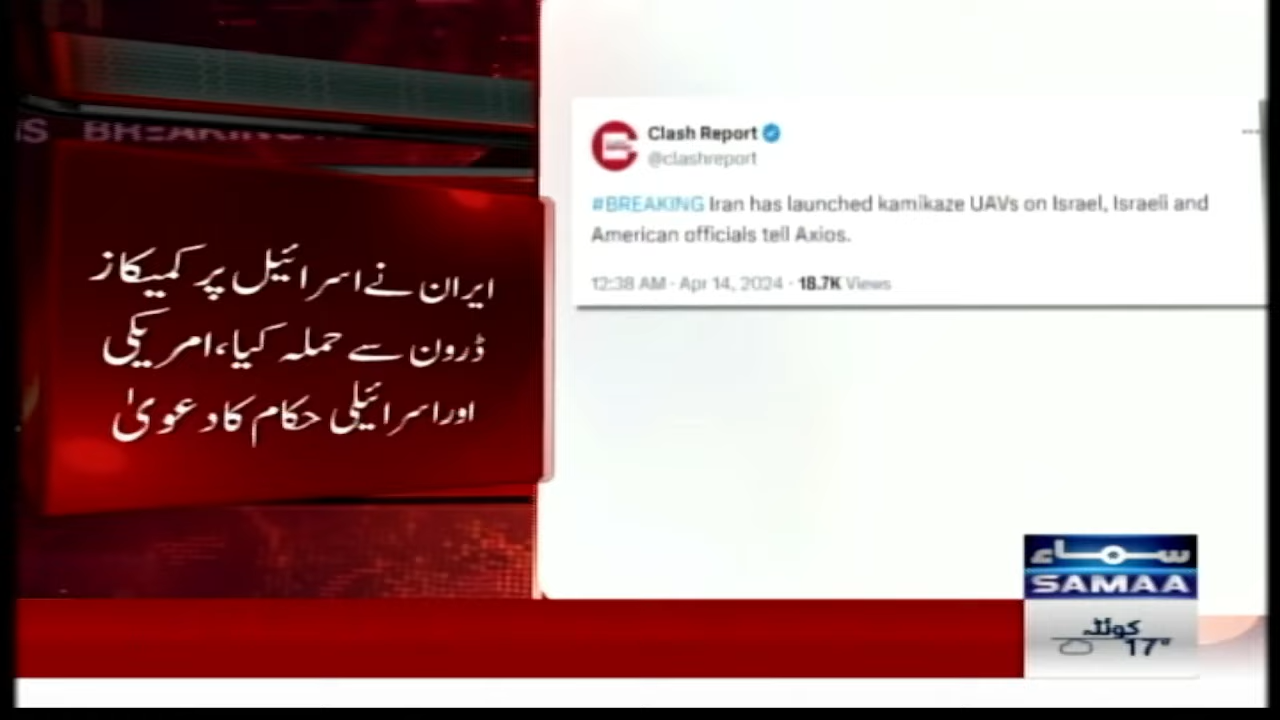 BREAKING
ایران نے اسرائیل پر کمیکاز
ڈرون سے حملہ کیا، امریکی
اور اسرائیلی حکام کا دعویٰ
Clash Report
@clashreport
#BREAKING Iran has launched kamikaze UAVs on Israel, Israeli and
American officials tell Axios.
12:38 AM · Apr 14, 2024 · 18.7K Views
سماء
SAMAA
کوئٹہ
17°